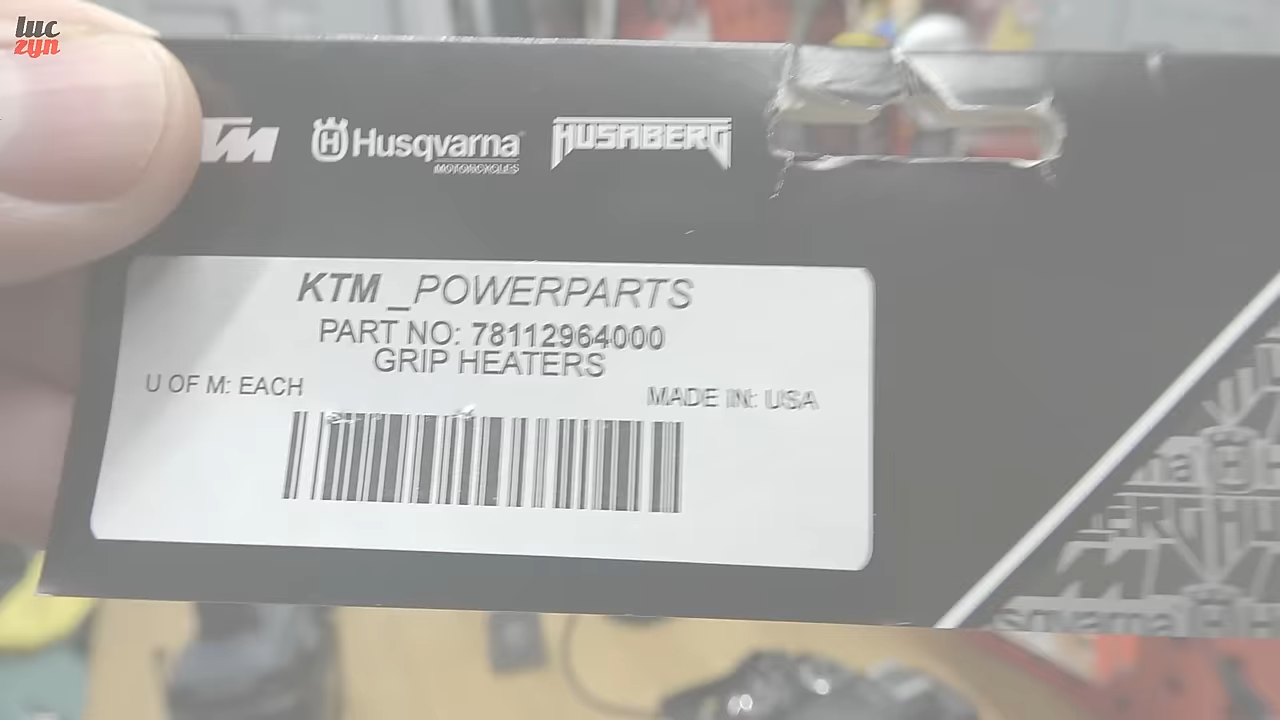 luc
zyn
KTM Husqvarna HUSABERG
MOTORCYCLES
KTM _POWERPARTS
PART NO: 78112964000
GRIP HEATERS
U OF M: EACH MADE IN: USA